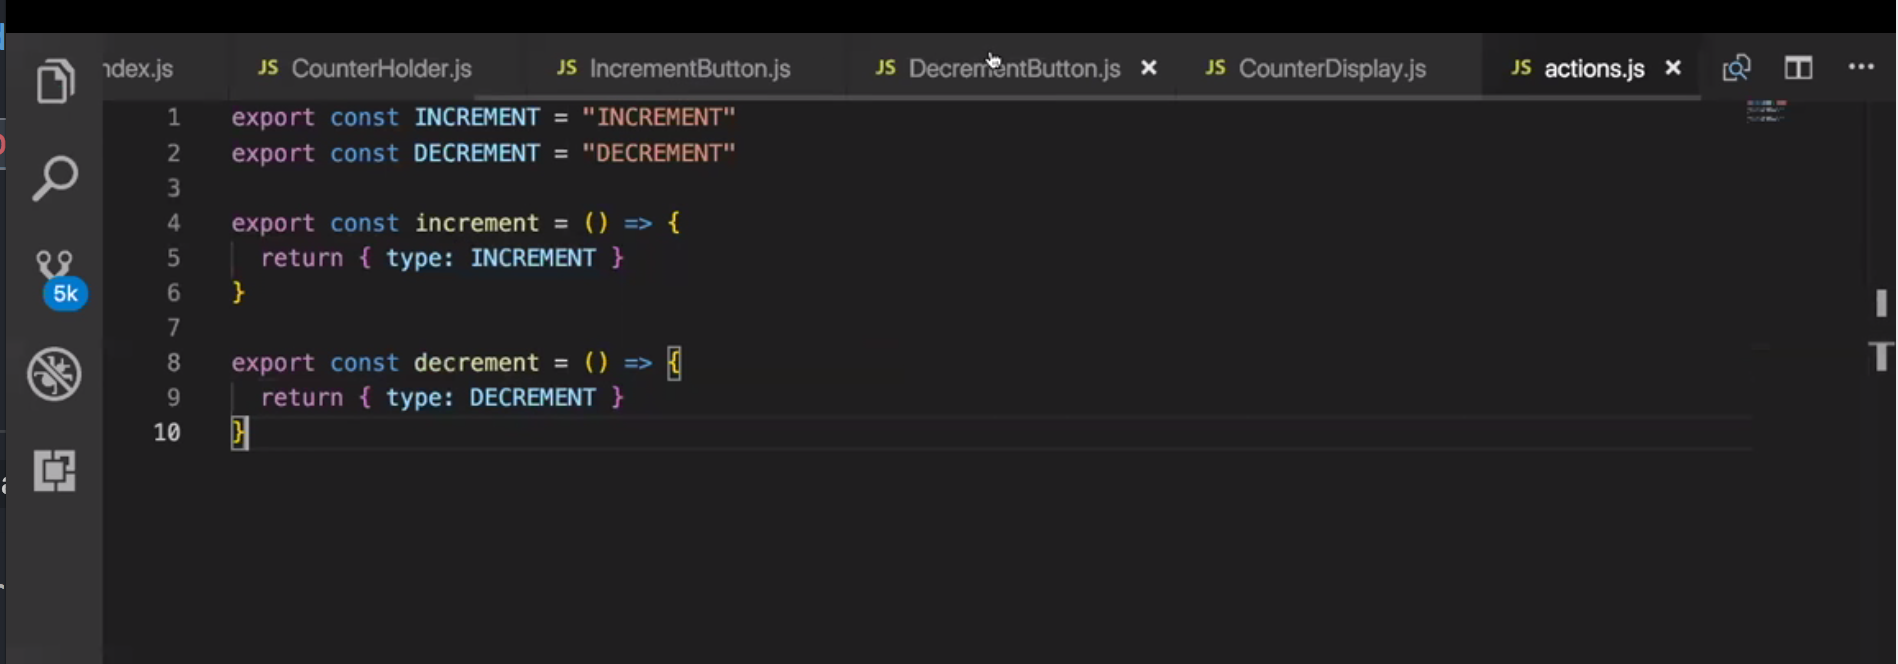 ndex.js
JS CounterHolder.js
JS IncrementButton.js
JS DecrementButton.js
JS CounterDisplay.js
JS actions.js
5k
1 export const INCREMENT = "INCREMENT"
2 export const DECREMENT = "DECREMENT"
3
4 export const increment = () => {
5 return { type: INCREMENT }
6 }
7
8 export const decrement = () => {
9 return { type: DECREMENT }
10 }